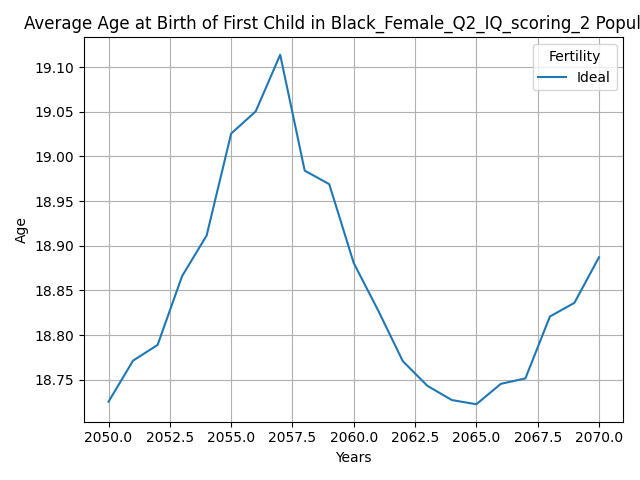 Average Age at Birth of First Child in Black_Female_Q2_IQ_scoring_2 Popul
Fertility
Ideal
19.10
19.05
19.00
18.95
18.90
18.85
18.80
18.75
Age
2050.0 2052.5 2055.0 2057.5 2060.0 2062.5 2065.0 2067.5 2070.0
Years